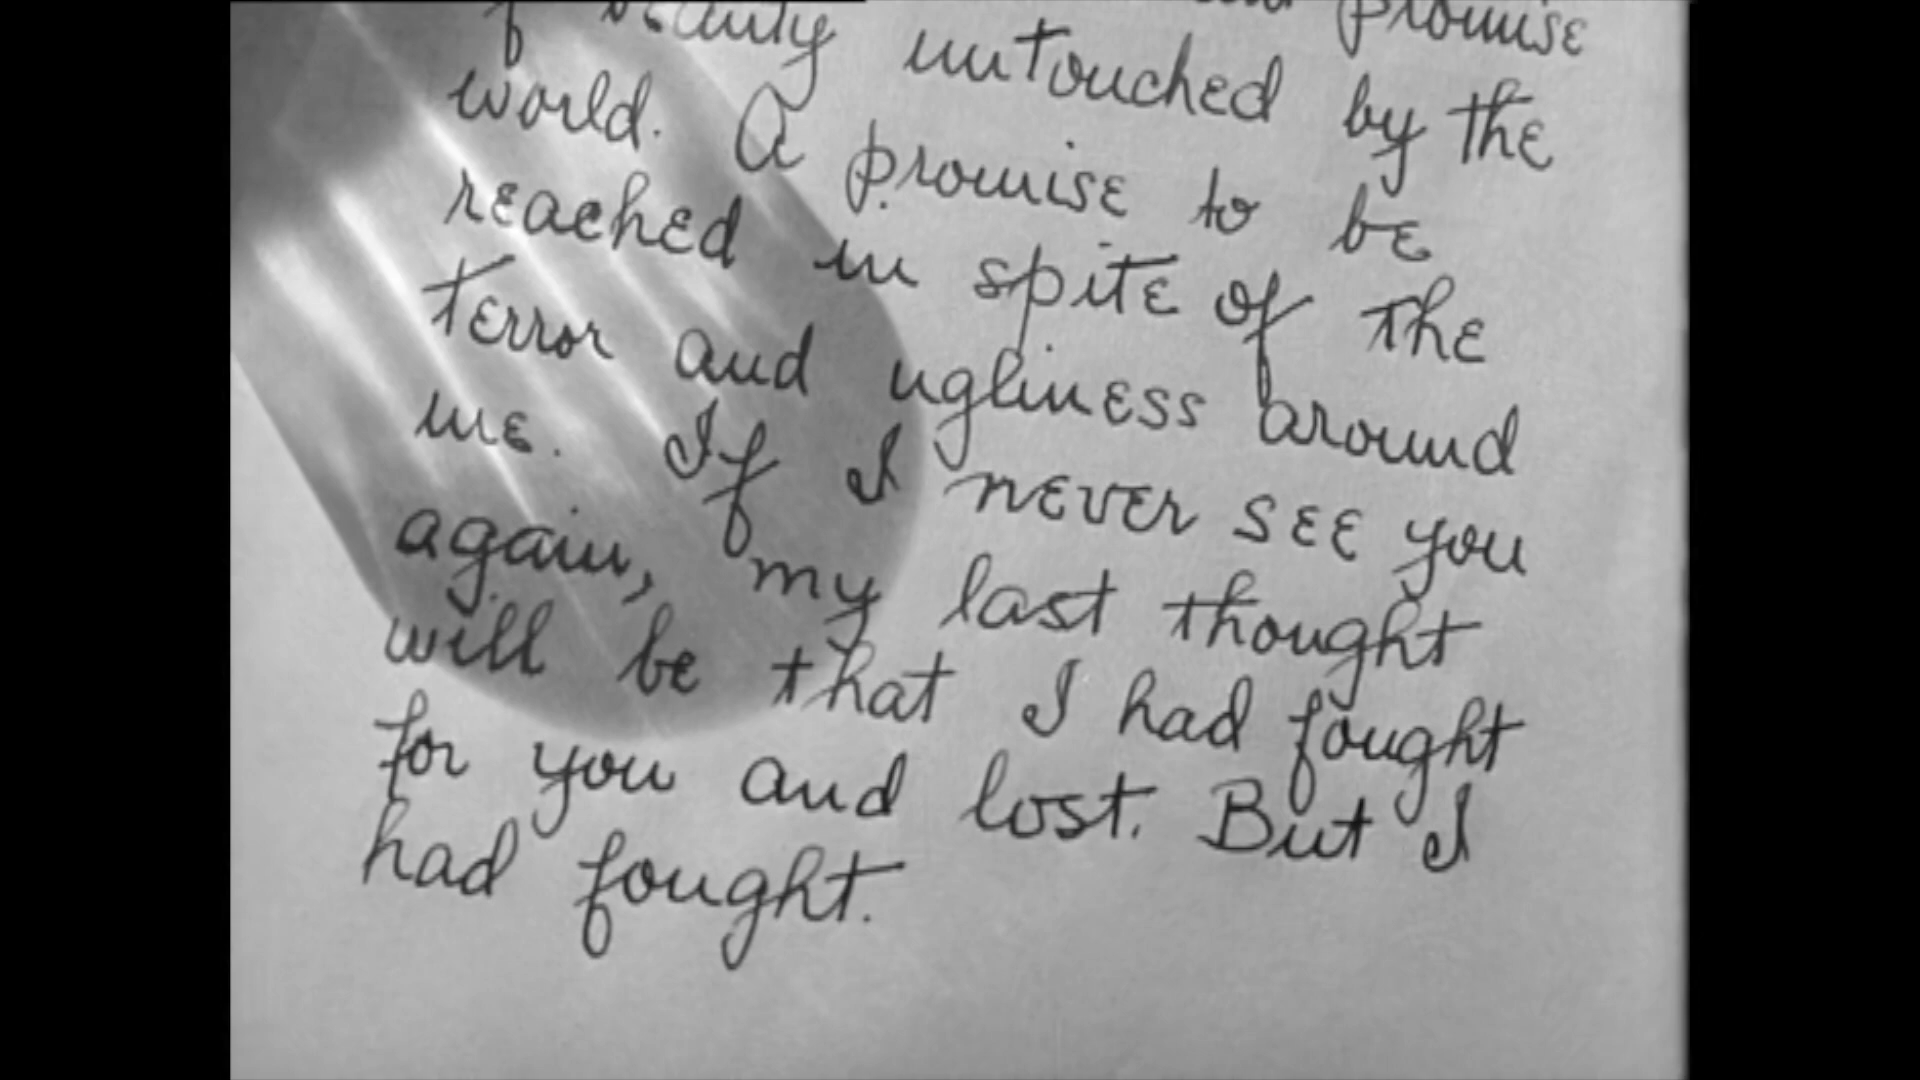 promise
untouched by the
world. A promise to be
reached in spite of the
terror and ugliness around
me. If I never see you
again, my last thought
will be that I had fought
for you and lost. But I
had fought.